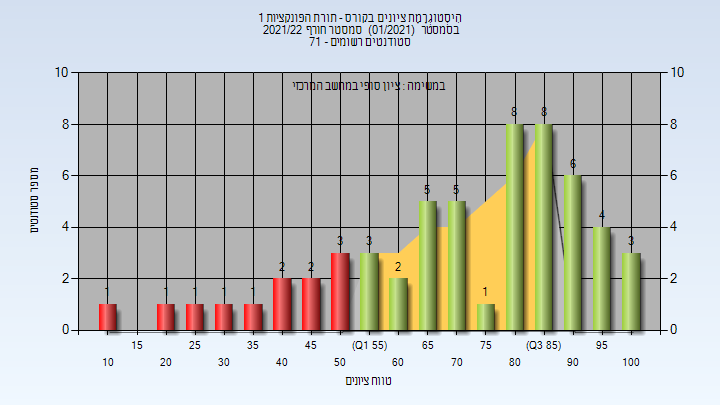 הִיסְטוגְרָמַת ציונים בקורס - תורת הפונקציות 1
בסמסטר (01/2021) סמסטר חורף 2021/22
סטודנטים רשומים - 71
במשימה : ציון סופי במחשב המרכזי
מספר סטודנטים
10 10
8 8
6 6
4 4
2 2
0 0
1 1 1 1 1 2 2 3 3 2 5 5 1 8 8 6 4 3
15 25 35 45 (Q1 55) 65 75 (Q3 85) 95
10 20 30 40 50 60 70 80 90 100
טווח ציונים